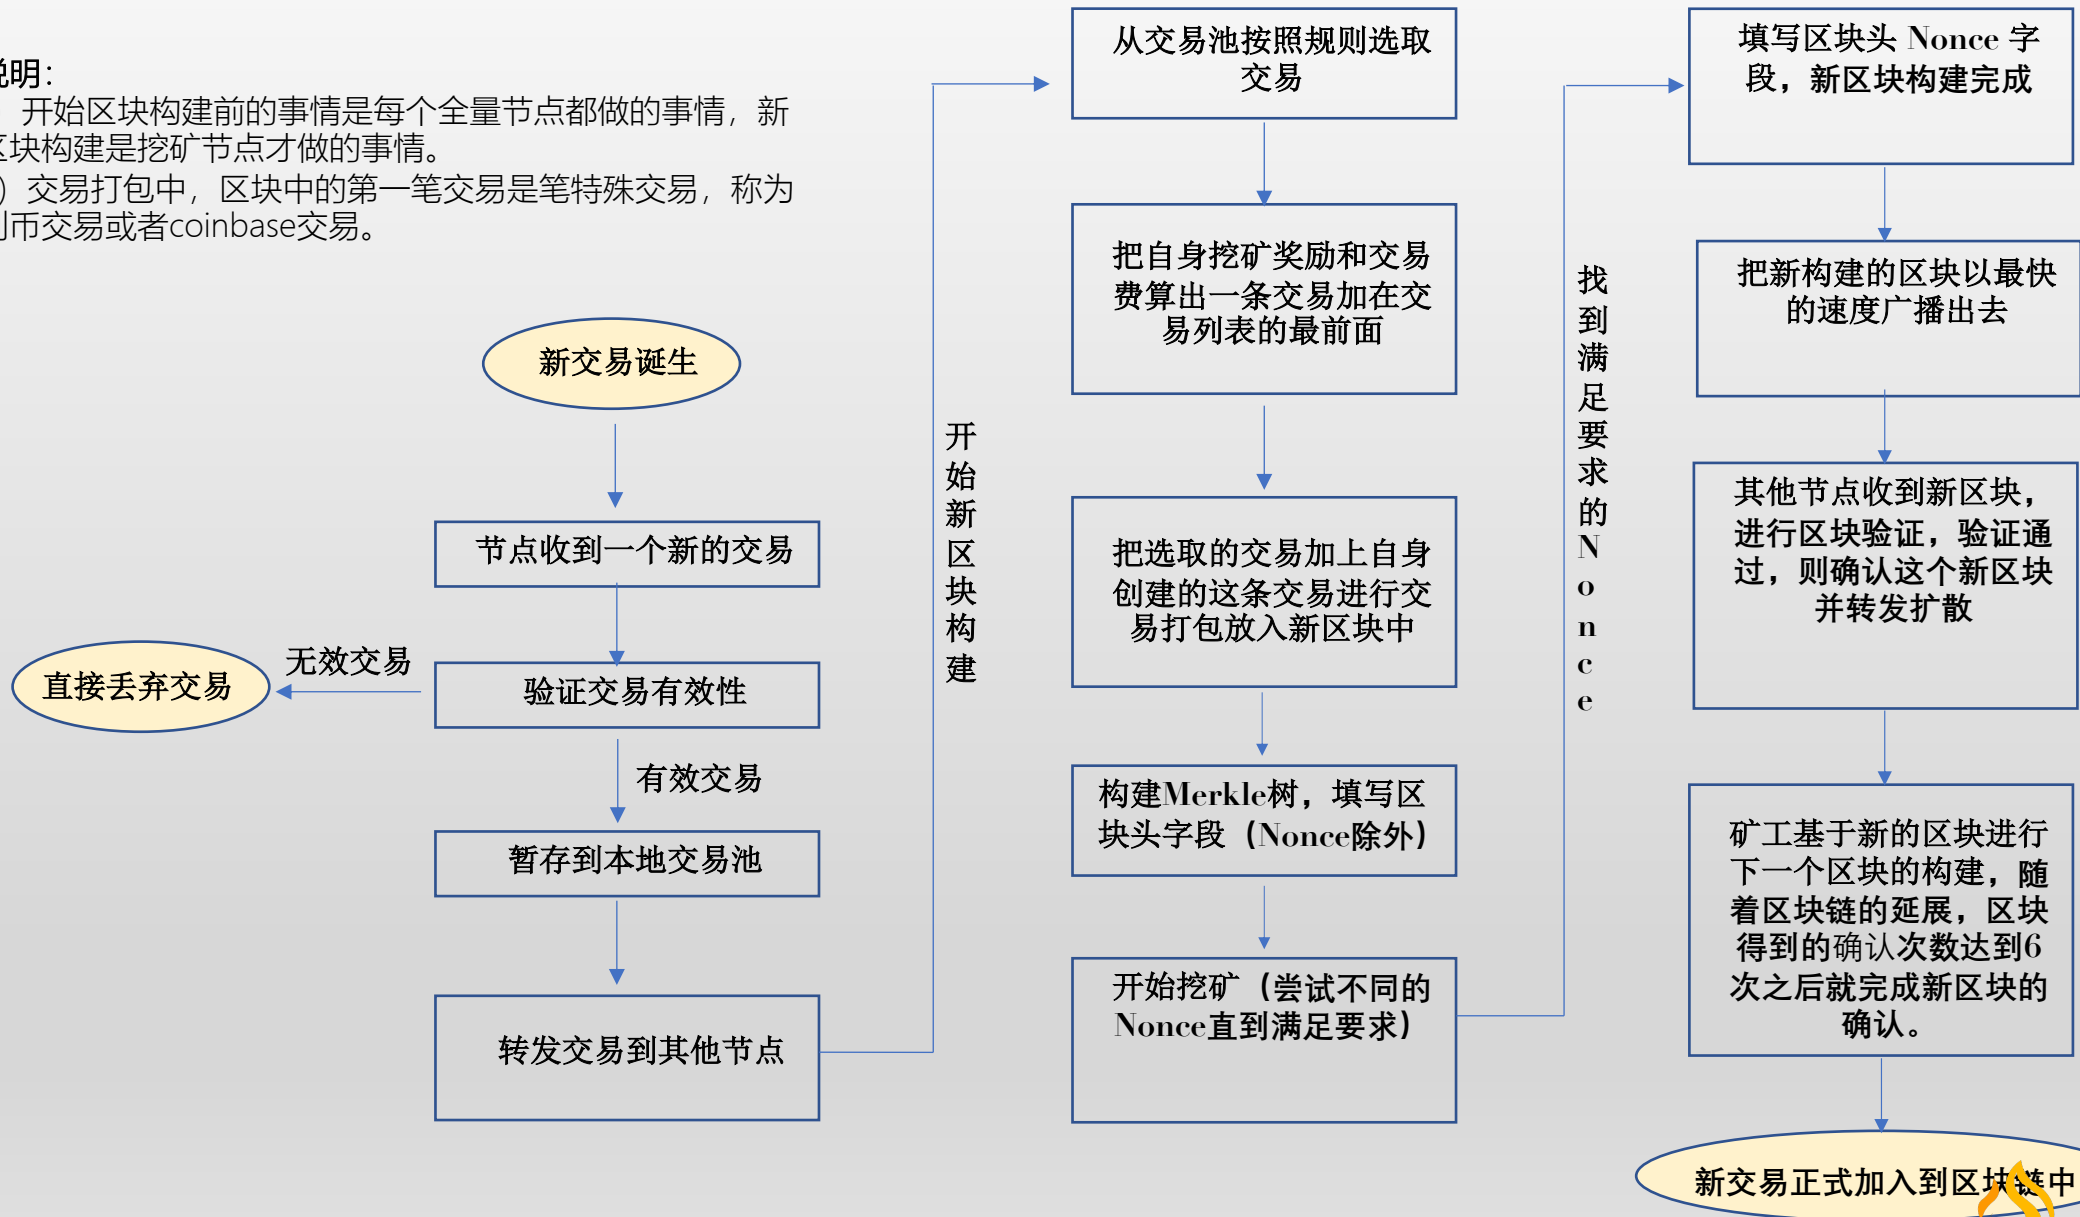 说明：
开始区块构建前的事情是每个全量节点都做的事情，新
区块构建是挖矿节点才做的事情。
）交易打包中，区块中的第一笔交易是笔特殊交易，称为
创币交易或者coinbase交易。
新交易诞生
节点收到一个新的交易
验证交易有效性
无效交易
直接丢弃交易
有效交易
暂存到本地交易池
转发交易到其他节点
开始新区块构建
从交易池按照规则选取
交易
把自身挖矿奖励和交易
费算出一条交易加在交
易列表的最前面
把选取的交易加上自身
创建的这条交易进行交
易打包放入新区块中
构建Merkle树，填写区
块头字段（Nonce除外）
开始挖矿（尝试不同的
Nonce直到满足要求）
找到满足要求的Nonce
填写区块头 Nonce 字
段，新区块构建完成
把新构建的区块以最快
的速度广播出去
其他节点收到新区块，
进行区块验证，验证通
过，则确认这个新区块
并转发扩散
矿工基于新的区块进行
下一个区块的构建，随
着区块链的延展，区块
得到的确认次数达到6
次之后就完成新区块的
确认。
新交易正式加入到区块链中